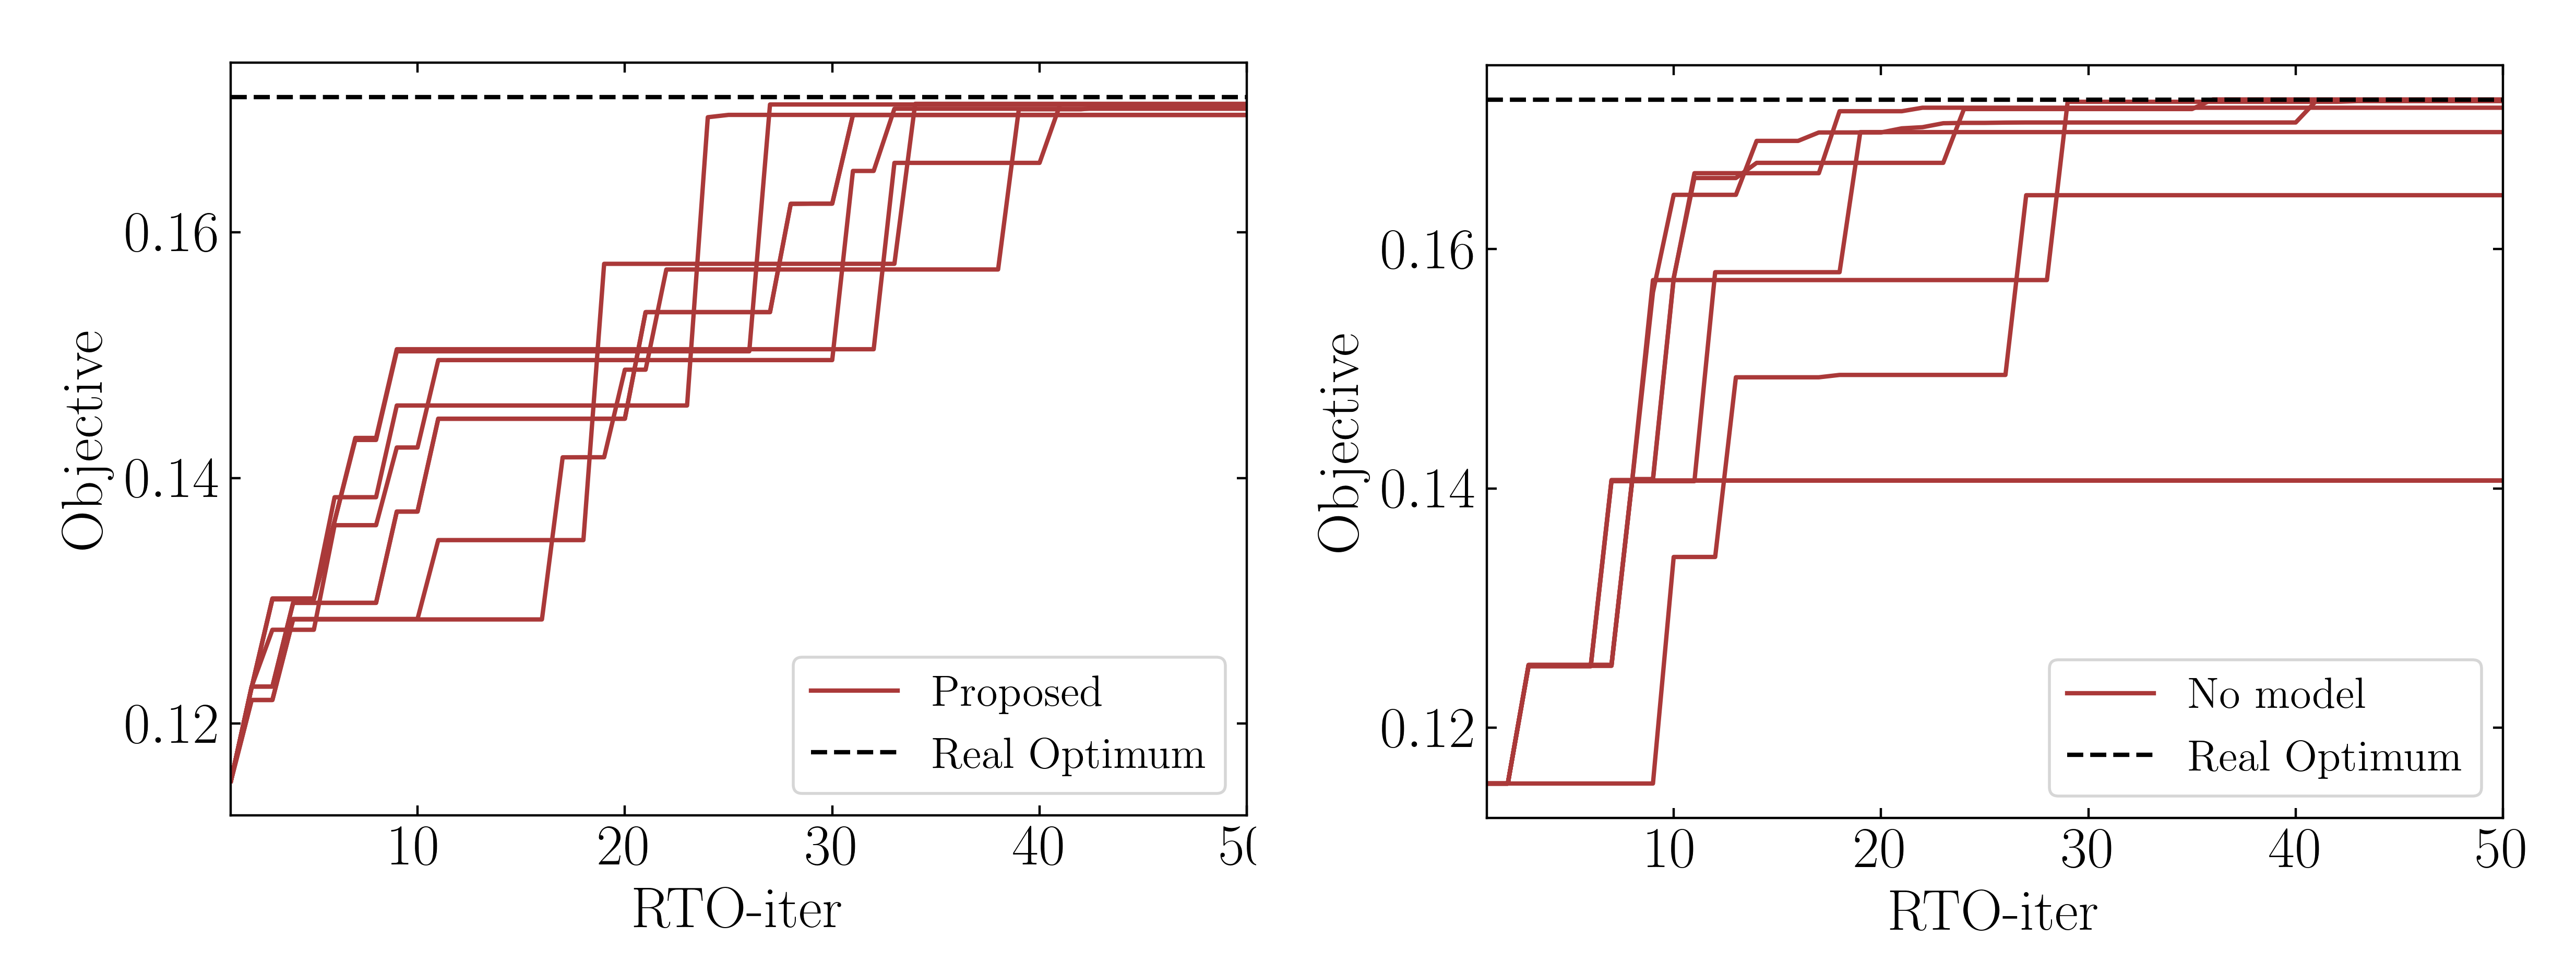 Objective
0.16
0.14
0.12
10 20 30 40 50
RTO-iter
Proposed
Real Optimum
Objective
0.16
0.14
0.12
10 20 30 40 50
RTO-iter
No model
Real Optimum